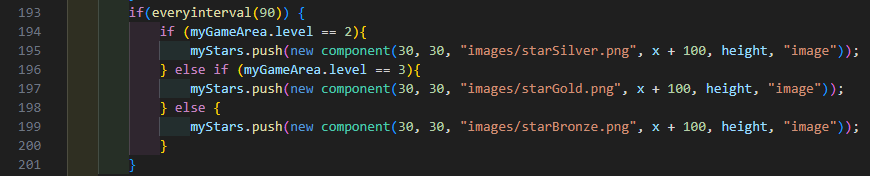 193 if(everyinterval(90)) {
194 if (myGameArea.level == 2){
195 myStars.push(new component(30, 30, "images/starSilver.png", x + 100, height, "image"));
196 } else if (myGameArea.level == 3){
197 myStars.push(new component(30, 30, "images/starGold.png", x + 100, height, "image"));
198 } else {
199 myStars.push(new component(30, 30, "images/starBronze.png", x + 100, height, "image"));
200 }
201 }